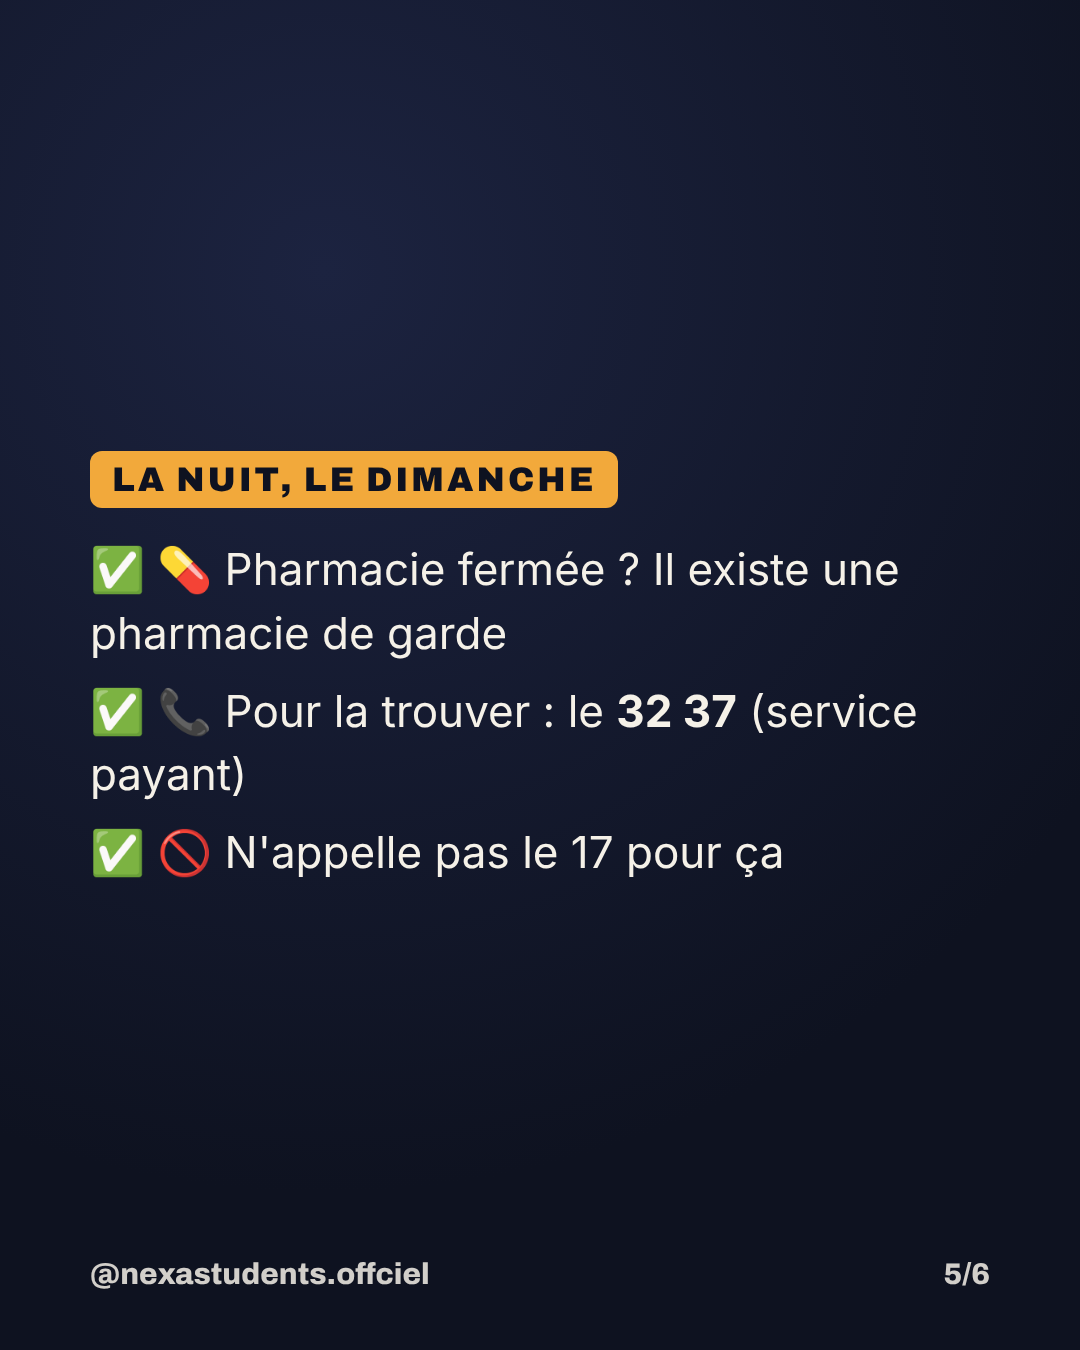 LA NUIT, LE DIMANCHE
✅ 💊 Pharmacie fermée ? Il existe une
pharmacie de garde
✅ 📞 Pour la trouver : le 32 37 (service
payant)
✅ 🚫 N'appelle pas le 17 pour ça
@nexastudents.offciel
5/6